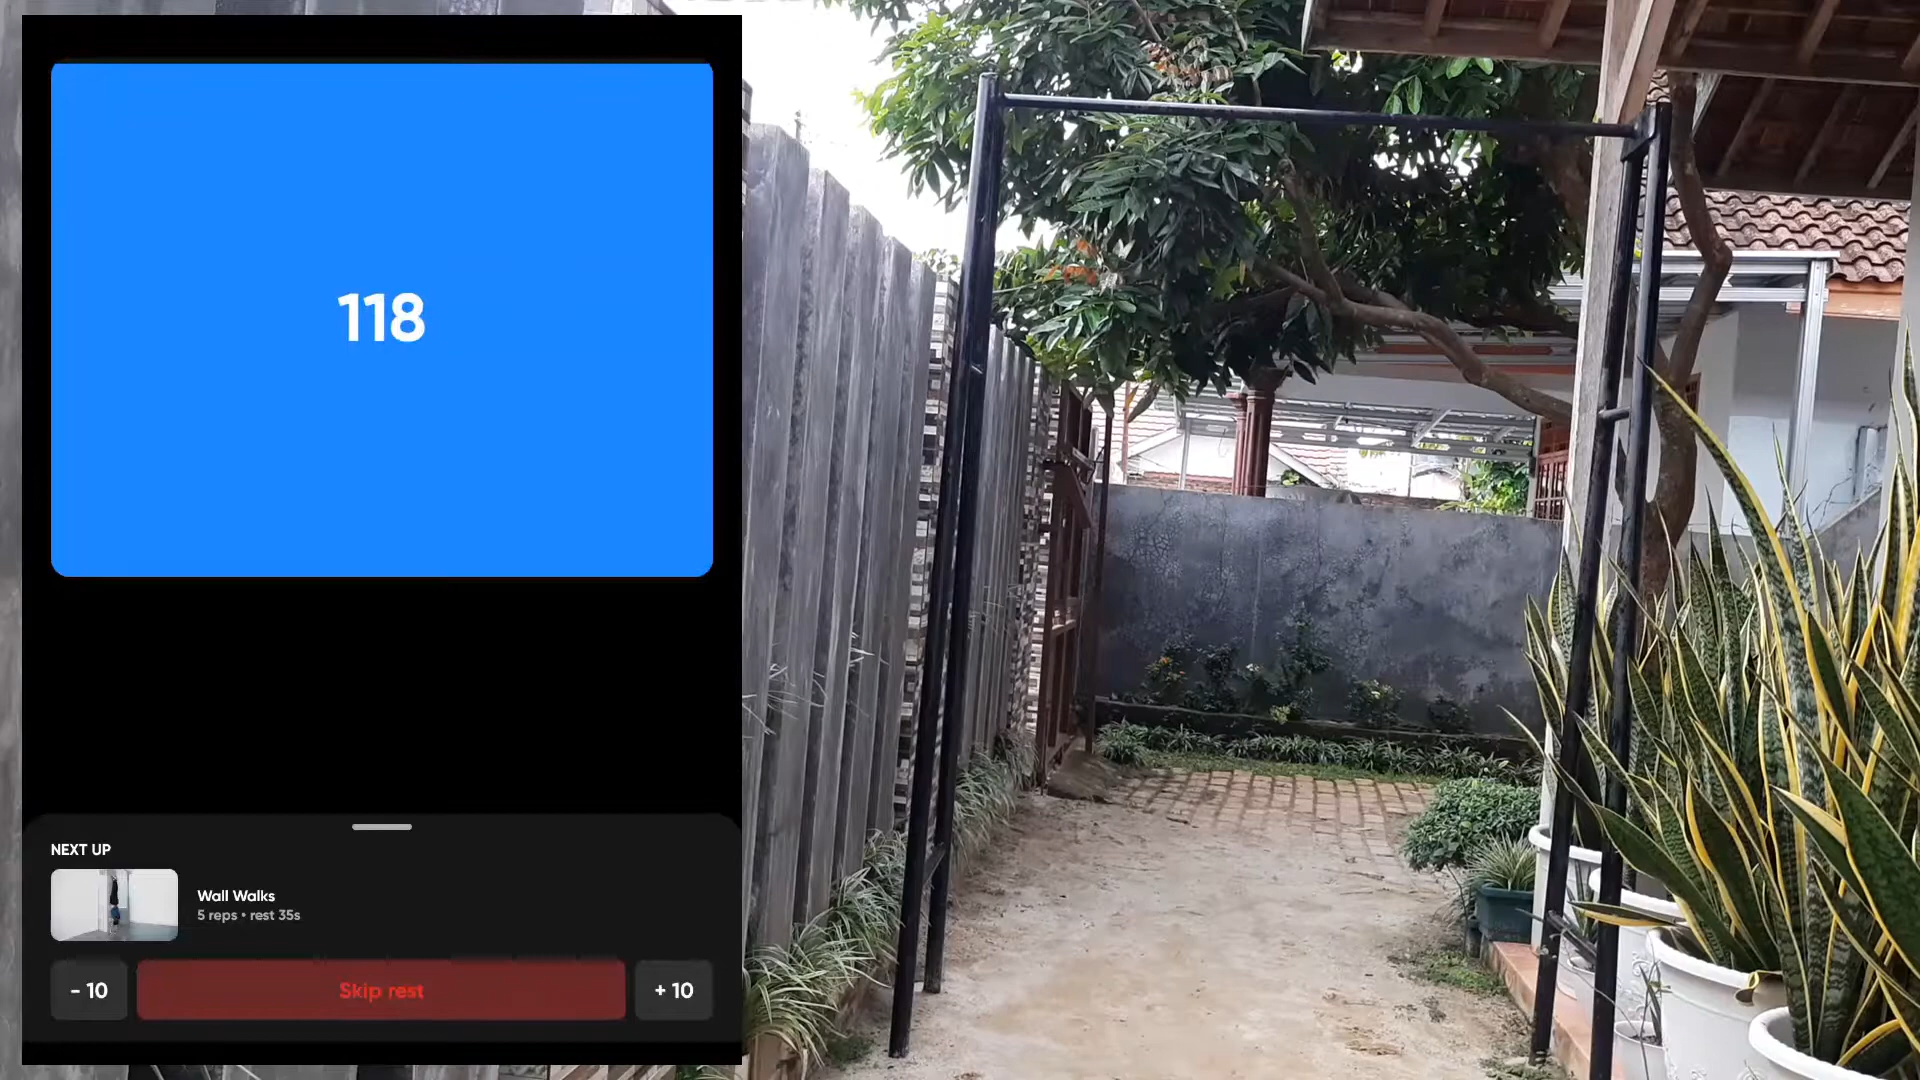 118
NEXT UP
Wall Walks
5 reps • rest 35s
- 10
Skip rest
+ 10